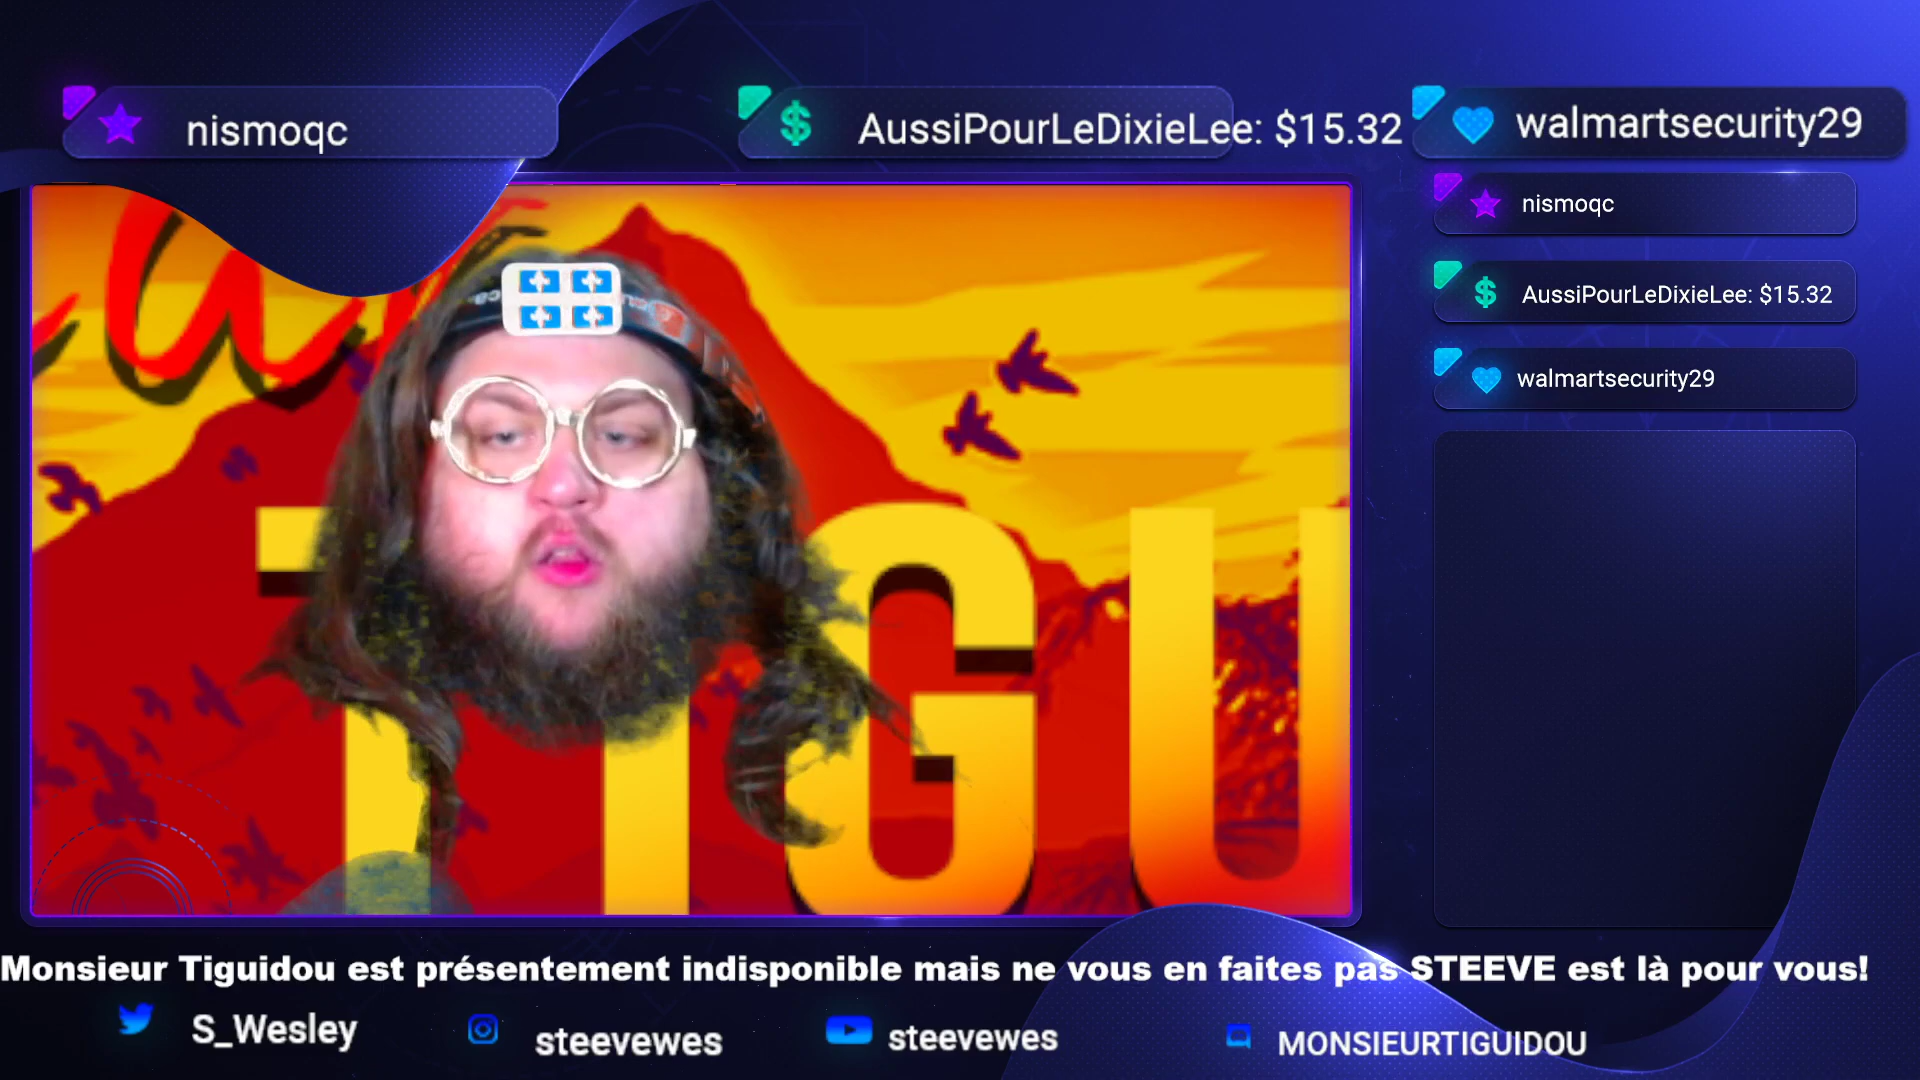 nismoqc
AussiPourLeDixieLee: $15.32
walmartsecurity29
nismoqc
AussiPourLeDixieLee: $15.32
walmartsecurity29
TIGU
Monsieur Tiguidou est présentement indisponible mais ne vous en faites pas STEEVE est là pour vous!
S_Wesley
steevewes
steevewes
MONSIEURTIGUIDOU